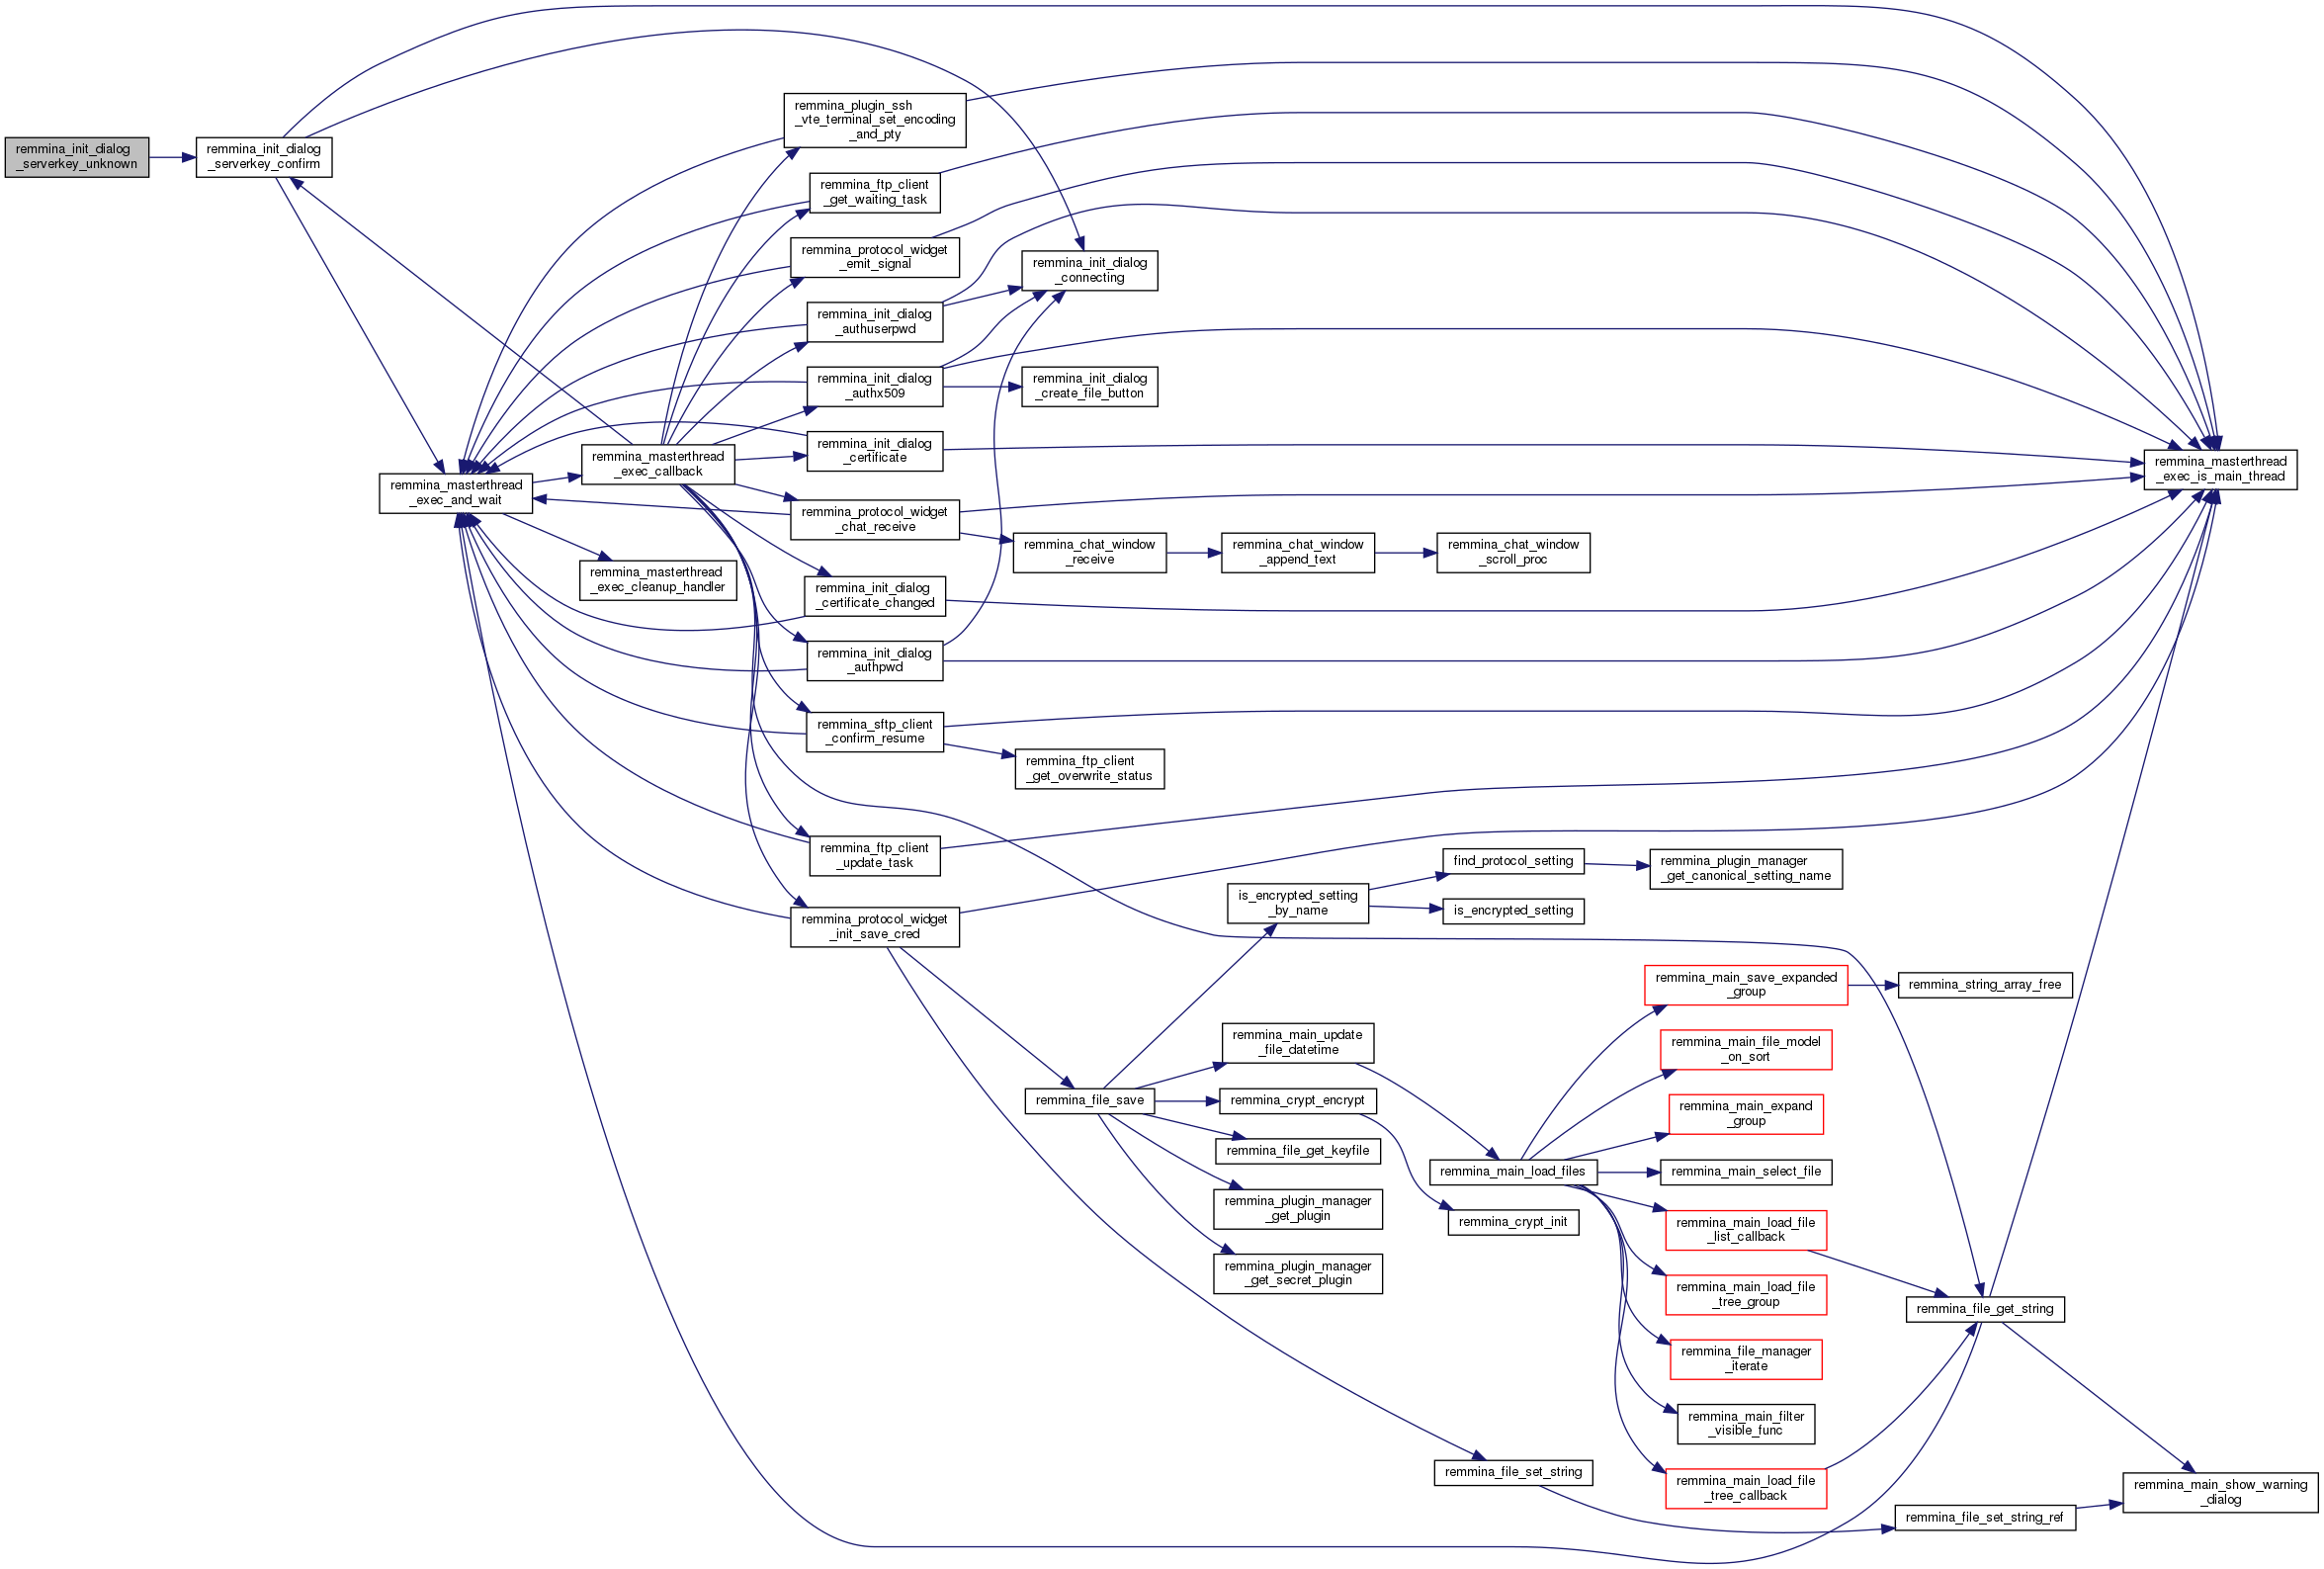 remmina_init_dialog
_serverkey_unknown
remmina_init_dialog
_serverkey_confirm
remmina_masterthread
_exec_and_wait
remmina_masterthread
_exec_callback
remmina_masterthread
_exec_cleanup_handler
remmina_plugin_ssh
_vte_terminal_set_encoding
_and_pty
remmina_ftp_client
_get_waiting_task
remmina_protocol_widget
_emit_signal
remmina_init_dialog
_authuserpwd
remmina_init_dialog
_authx509
remmina_init_dialog
_certificate
remmina_protocol_widget
_chat_receive
remmina_init_dialog
_certificate_changed
remmina_init_dialog
_authpwd
remmina_sftp_client
_confirm_resume
remmina_ftp_client
_update_task
remmina_protocol_widget
_init_save_cred
remmina_init_dialog
_connecting
remmina_init_dialog
_create_file_button
remmina_chat_window
_receive
remmina_chat_window
_append_text
remmina_chat_window
_scroll_proc
remmina_ftp_client
_get_overwrite_status
remmina_masterthread
_exec_is_main_thread
find_protocol_setting
remmina_plugin_manager
_get_canonical_setting_name
is_encrypted_setting
_by_name
is_encrypted_setting
remmina_file_save
remmina_main_update
_file_datetime
remmina_crypt_encrypt
remmina_file_get_keyfile
remmina_plugin_manager
_get_plugin
remmina_plugin_manager
_get_secret_plugin
remmina_main_load_files
remmina_crypt_init
remmina_main_save_expanded
_group
remmina_string_array_free
remmina_main_file_model
_on_sort
remmina_main_expand
_group
remmina_main_select_file
remmina_main_load_file
_list_callback
remmina_main_load_file
_tree_group
remmina_file_manager
_iterate
remmina_main_filter
_visible_func
remmina_main_load_file
_tree_callback
remmina_file_get_string
remmina_file_set_string
remmina_file_set_string_ref
remmina_main_show_warning
_dialog